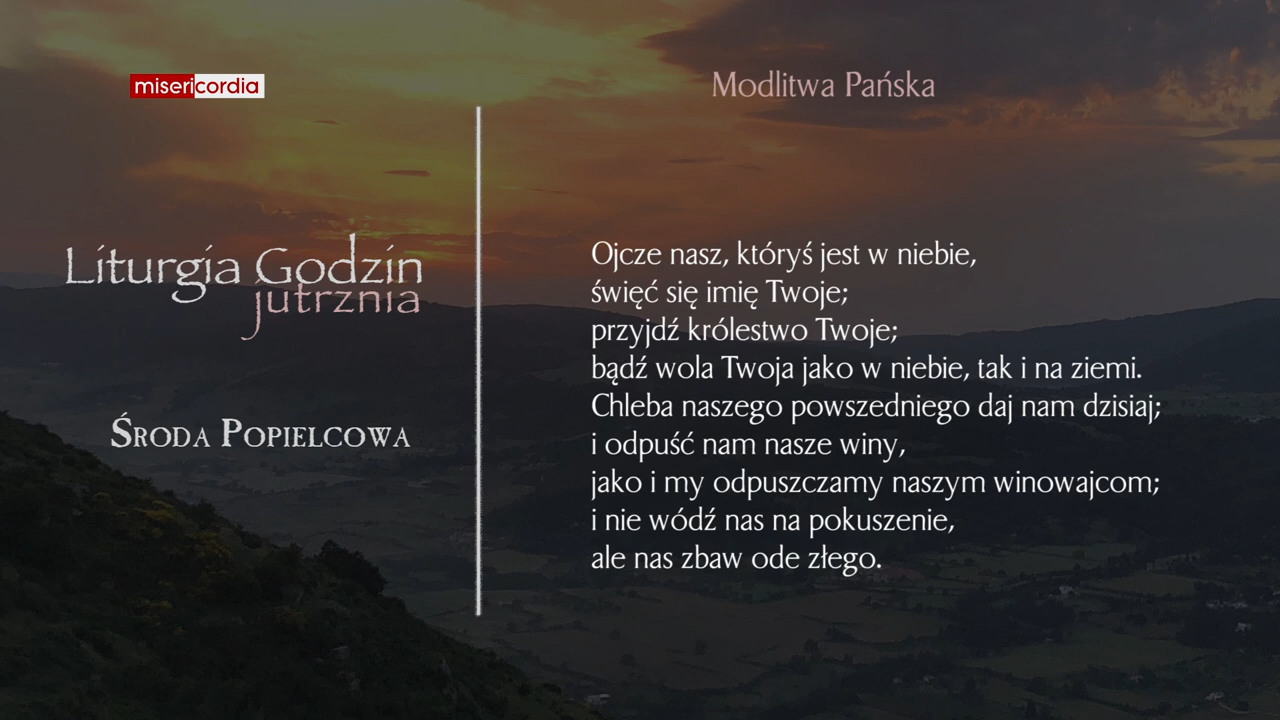 misericordia
Liturgia Godzin
jutrznia
Środa Popielcowa
Modlitwa Pańska
Ojcze nasz, któryś jest w niebie,
święć się imię Twoje;
przyjdź królestwo Twoje;
bądź wola Twoja jako w niebie, tak i na ziemi.
Chleba naszego powszedniego daj nam dzisiaj;
i odpuść nam nasze winy,
jako i my odpuszczamy naszym winowajcom;
i nie wódź nas na pokuszenie,
ale nas zbaw ode złego.